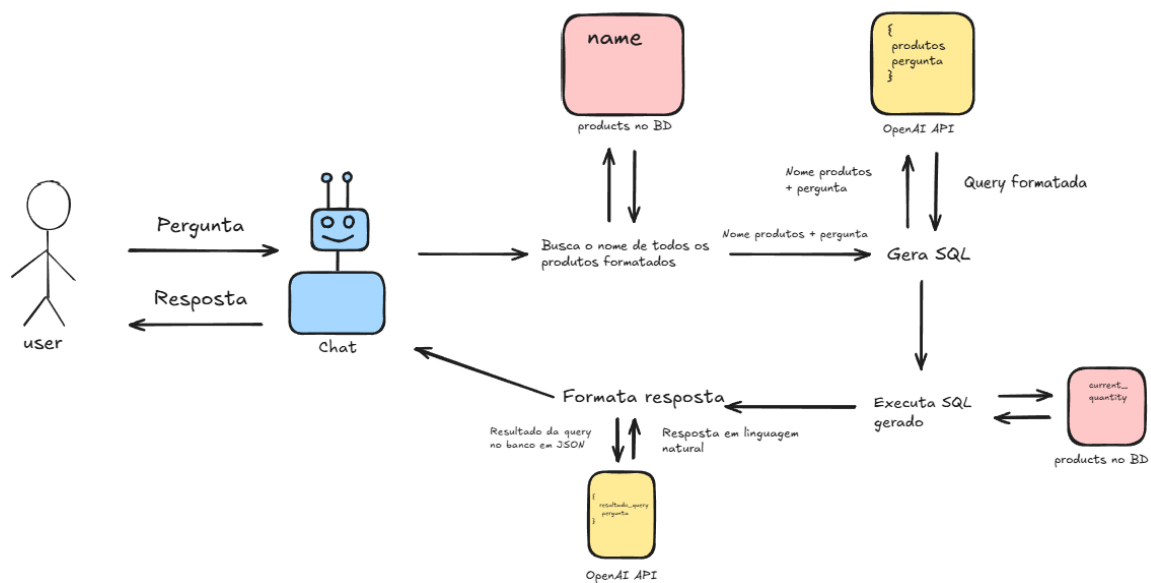 name
products no BD
{
produtos
pergunta
}
OpenAI API
Nome produtos
+ pergunta
Query formatada
Pergunta
Busca o nome de todos os
produtos formatados
Nome produtos + pergunta
Gera SQL
Resposta
user
Chat
Formata resposta
Executa SQL
gerado
current_
quantity
products no BD
Resultado da query
no banco em JSON
Resposta em linguagem
natural
{
resultado_query
pergunta
}
OpenAI API